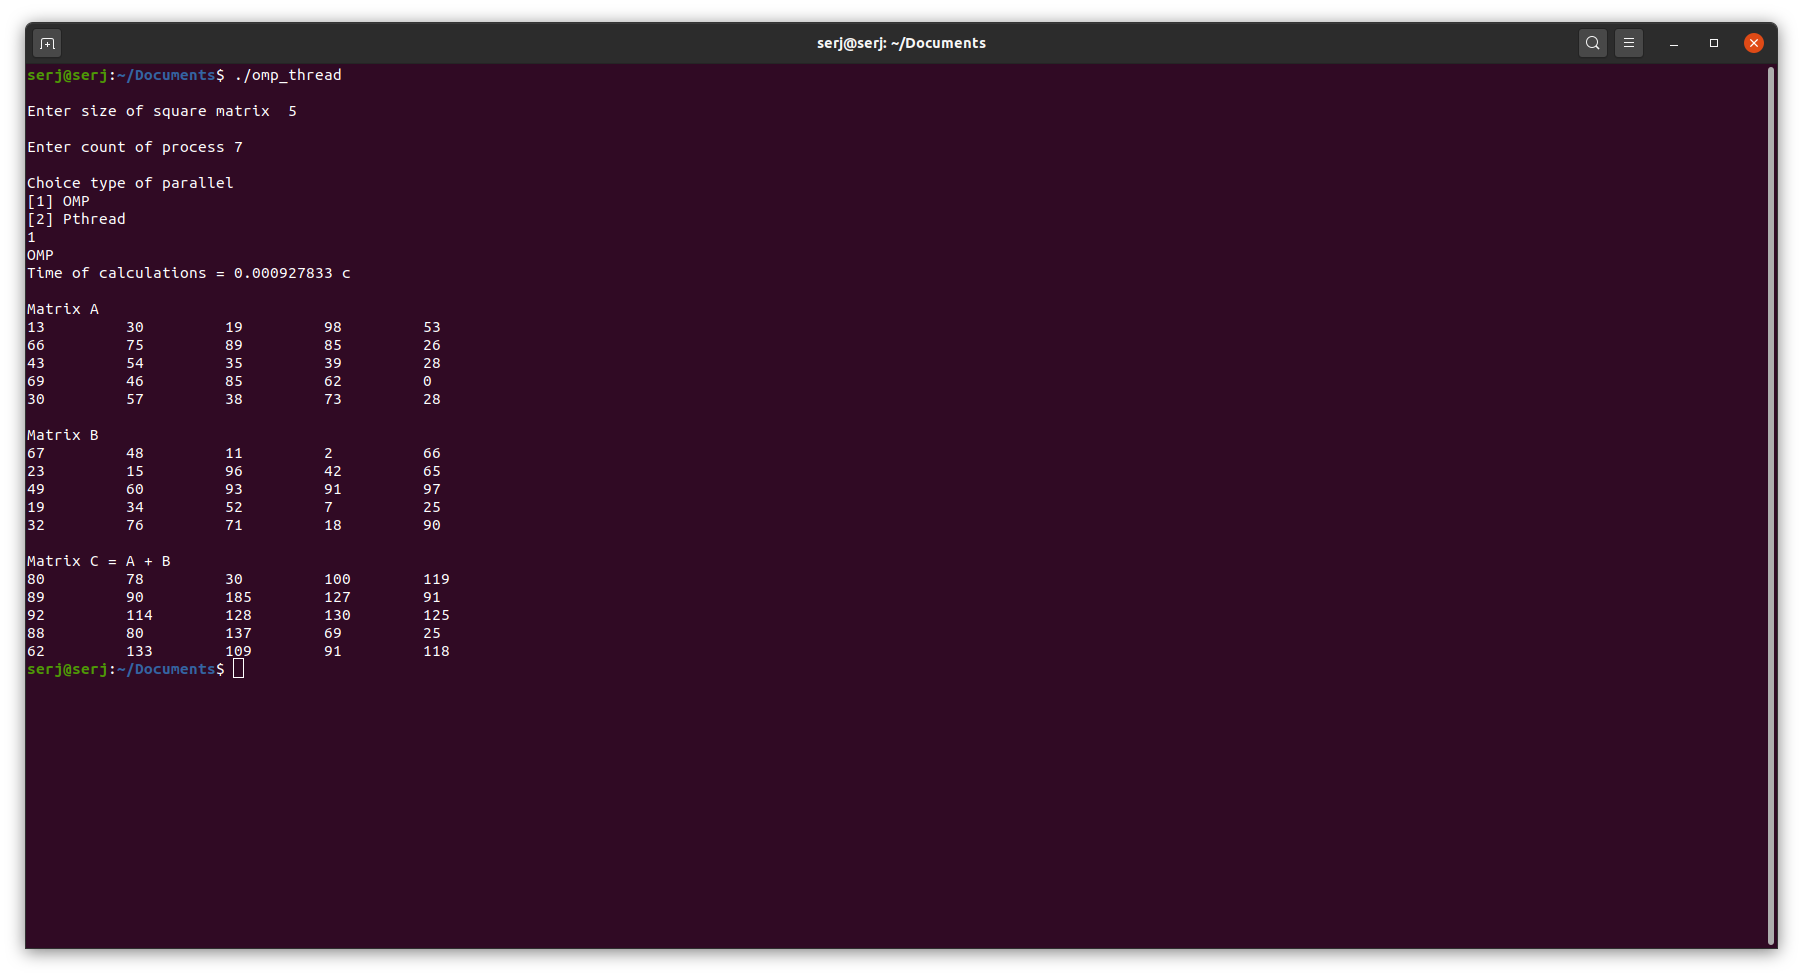 serj@serj: ~/Documents
serj@serj:~/Documents$ ./omp_thread
Enter size of square matrix  5
Enter count of process 7
Choice type of parallel
[1] OMP
[2] Pthread
1
OMP
Time of calculations = 0.000927833 c
Matrix A
13 30 19 98 53
66 75 89 85 26
43 54 35 39 28
69 46 85 62 0
30 57 38 73 28
Matrix B
67 48 11 2 66
23 15 96 42 65
49 60 93 91 97
19 34 52 7 25
32 76 71 18 90
Matrix C = A + B
80 78 30 100 119
89 90 185 127 91
92 114 128 130 125
88 80 137 69 25
62 133 109 91 118
serj@serj:~/Documents$